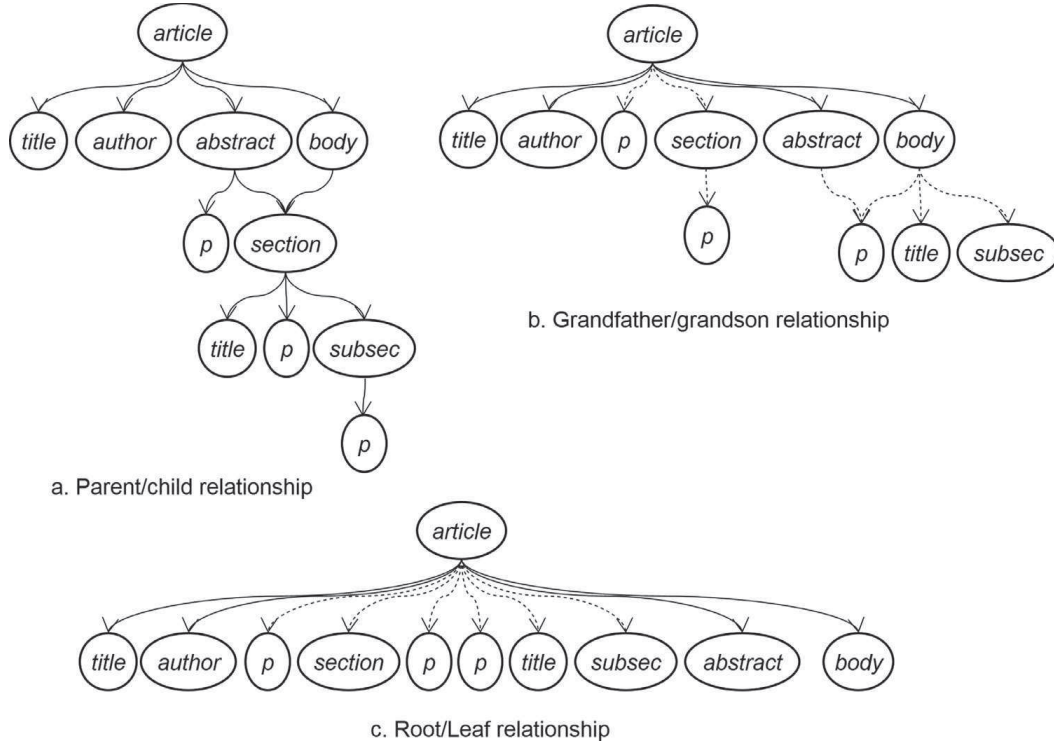 article
title author abstract body
p section
title p subsec
p
a. Parent/child relationship
article
title author p section abstract body
p
p title subsec
b. Grandfather/grandson relationship
article
title author p section p p title subsec abstract body
c. Root/Leaf relationship